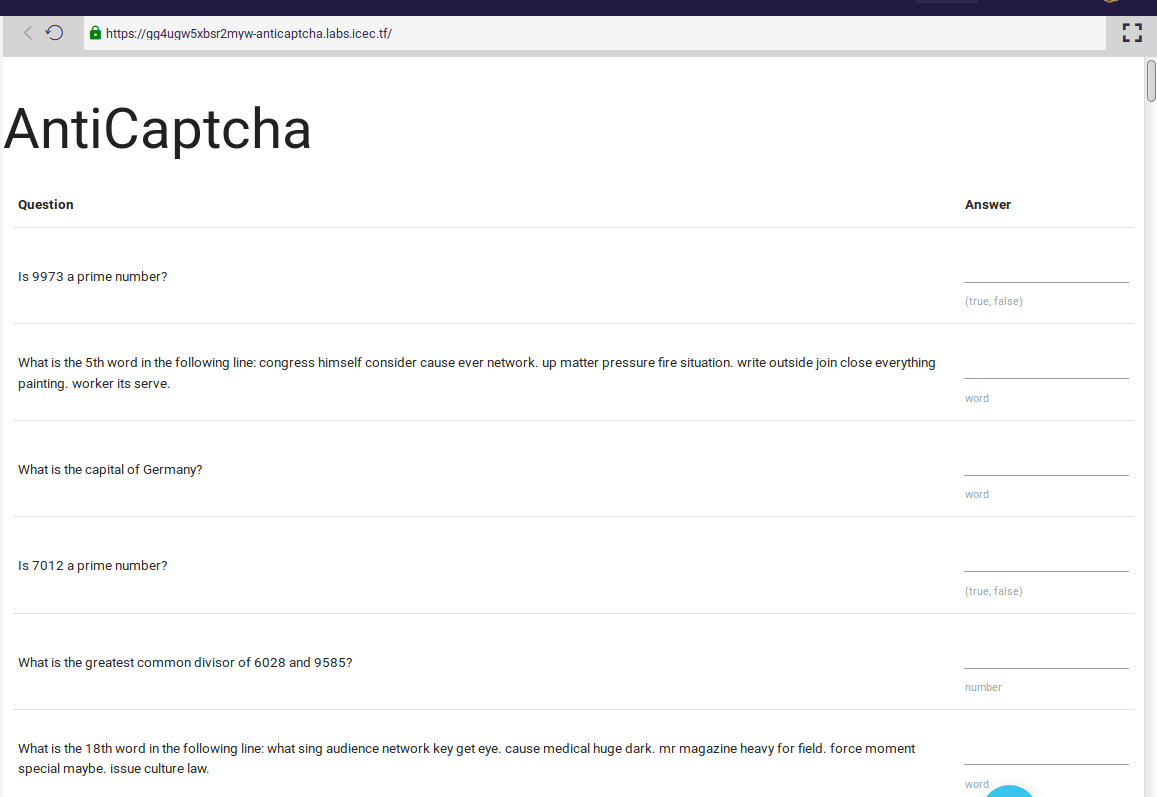 https://gg4ugw5xbsr2myw-anticaptcha.labs.icec.tf/
AntiCaptcha
Question Answer
Is 9973 a prime number?
(true, false)
What is the 5th word in the following line: congress himself consider cause ever network. up matter pressure fire situation. write outside join close everything
painting. worker its serve.
word
What is the capital of Germany?
word
Is 7012 a prime number?
(true, false)
What is the greatest common divisor of 6028 and 9585?
number
What is the 18th word in the following line: what sing audience network key get eye. cause medical huge dark. mr magazine heavy for field. force moment
special maybe. issue culture law.
word